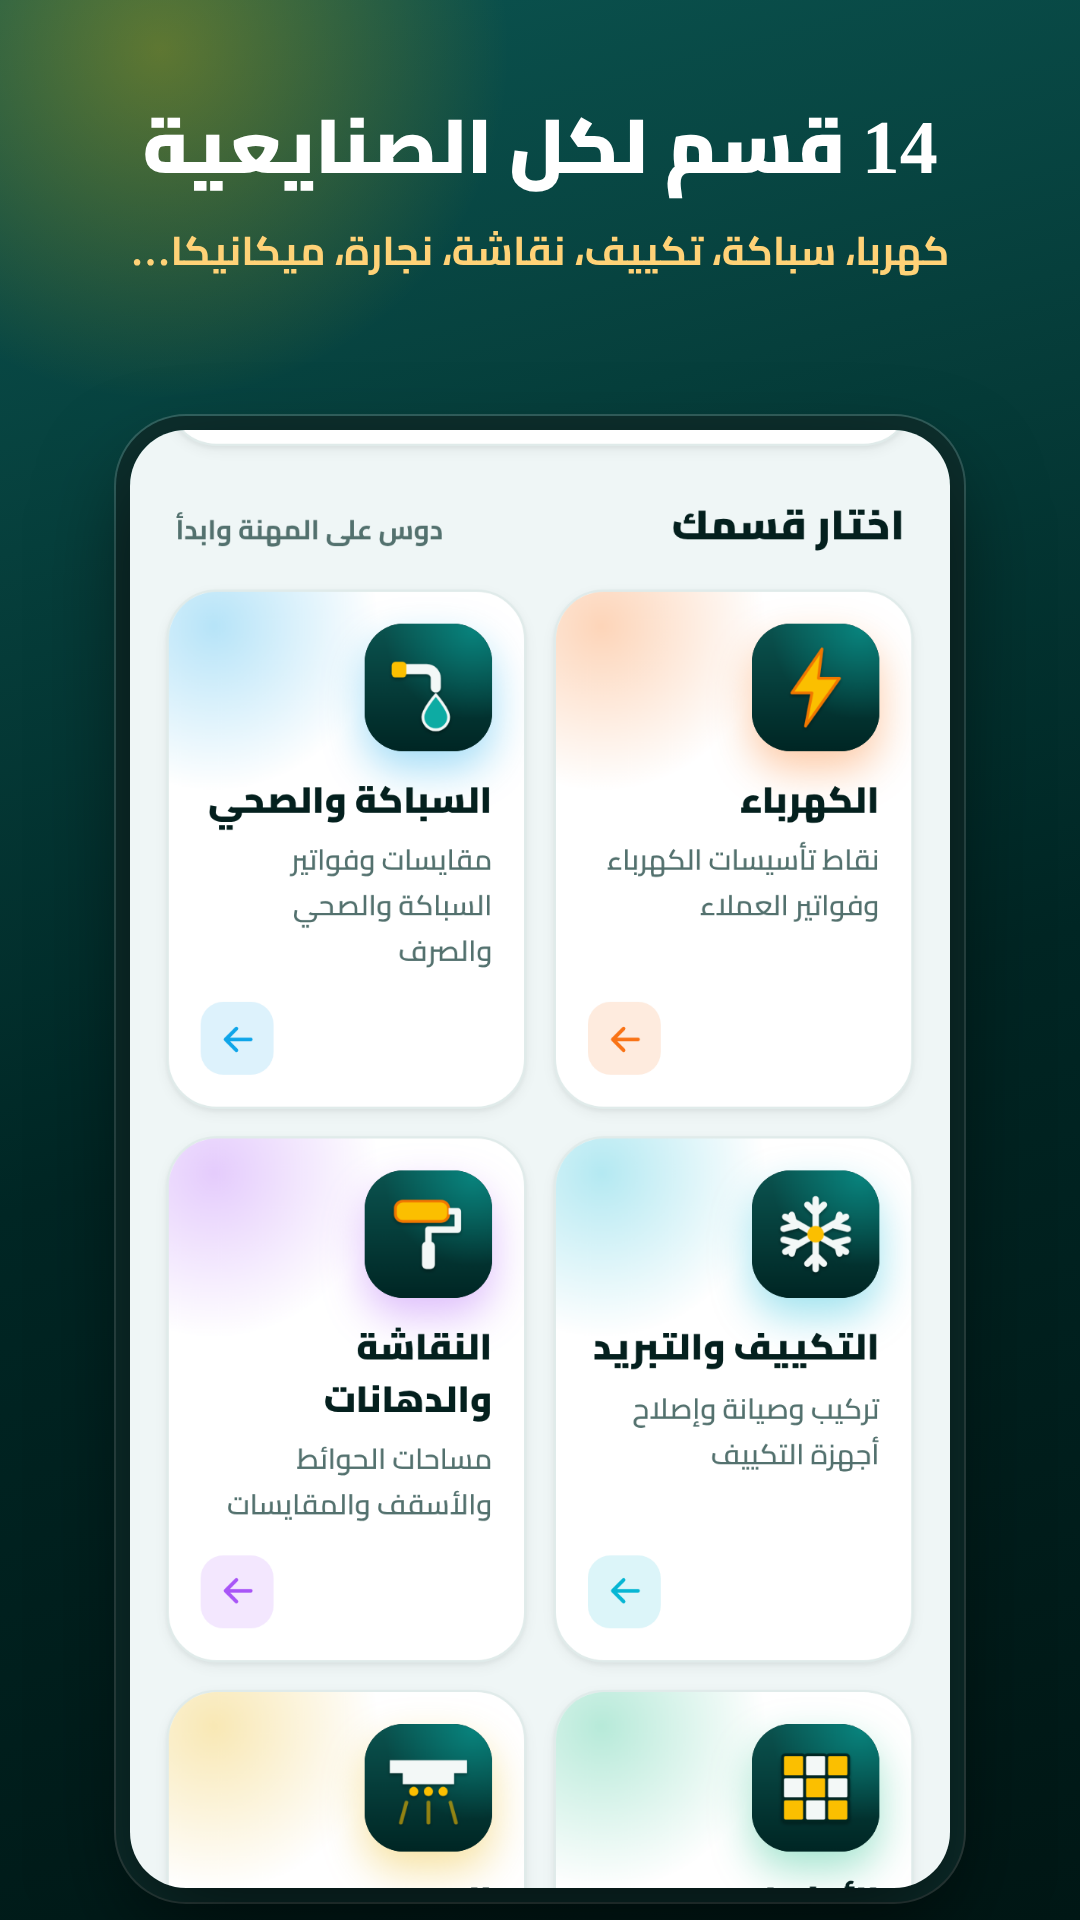 14 قسم لكل الصنايعية
كهربا، سباكة، تكييف، نقاشة، نجارة، ميكانيكا...
اختار قسمك
دوس على المهنة وابدأ
الكهرباء
نقاط تأسيسات الكهرباء
وفواتير العملاء
السباكة والصحي
مقايسات وفواتير
السباكة والصحي
والصرف
التكييف والتبريد
تركيب وصيانة وإصلاح
أجهزة التكييف
النقاشة
والدهانات
مساحات الحوائط
والأسقف والمقايسات